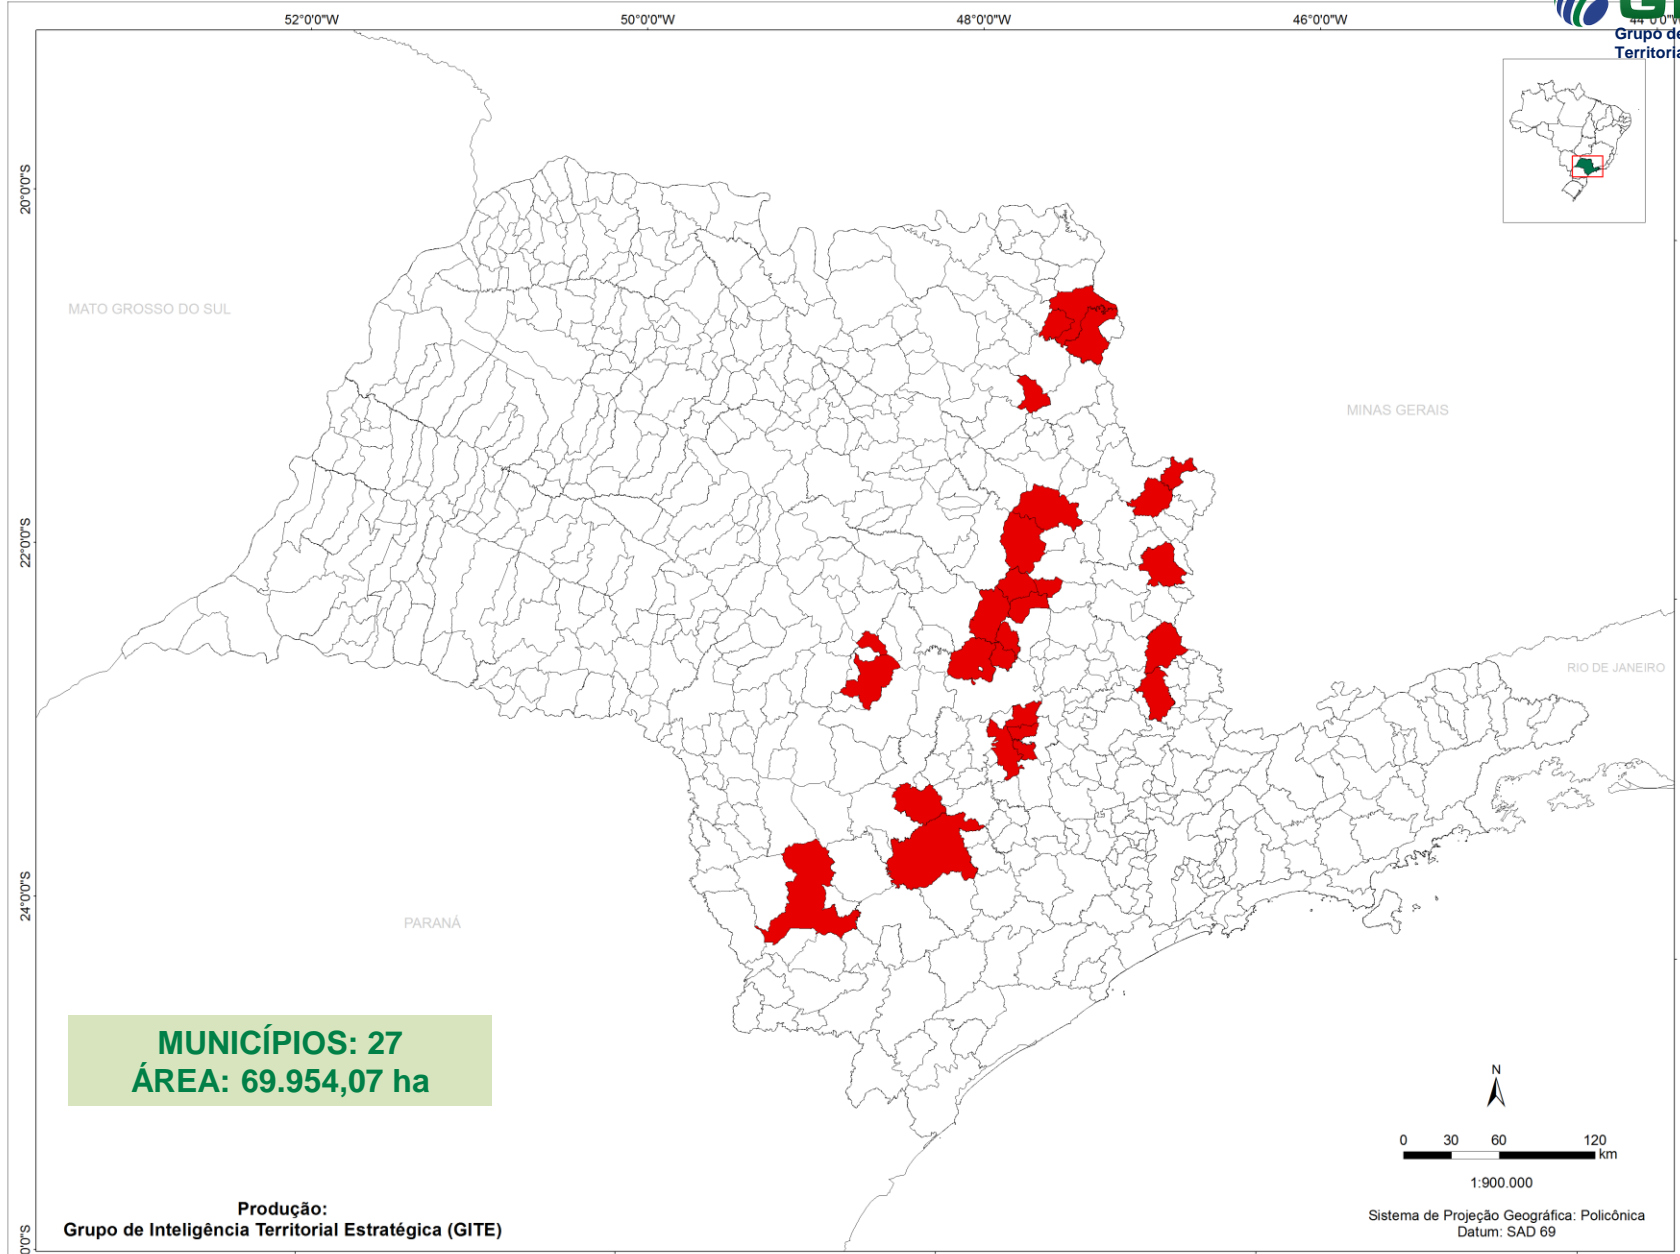 52°0'0"W
50°0'0"W
48°0'0"W
46°0'0"W
Grupo de
20°0'0"S
MATO GROSSO DO SUL
MINAS GERAIS
22°0'0"S
RIO DE JANEIRO
24°0'0"S
PARANÁ
MUNICÍPIOS: 27
ÁREA: 69.954,07 ha
N
0 30 60 120
km
1:900.000
Produção:
Grupo de Inteligência Territorial Estratégica (GITE)
Sistema de Projeção Geográfica: Policônica
Datum: SAD 69